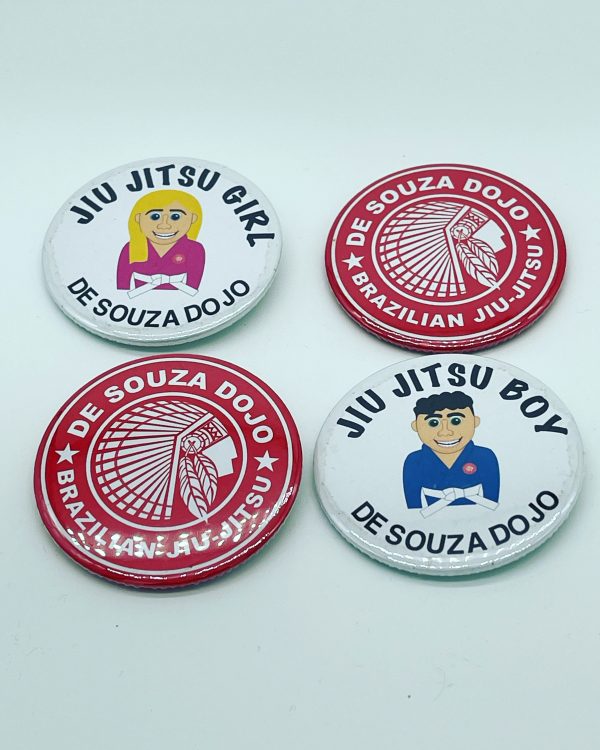 JIU JITSU GIRL
DE SOUZA DOJO
DE SOUZA DOJO
★ BRAZILIAN JIU-JITSU ★
DE SOUZA DOJO
★ BRAZILIAN JIU-JITSU ★
JIU JITSU BOY
DE SOUZA DOJO